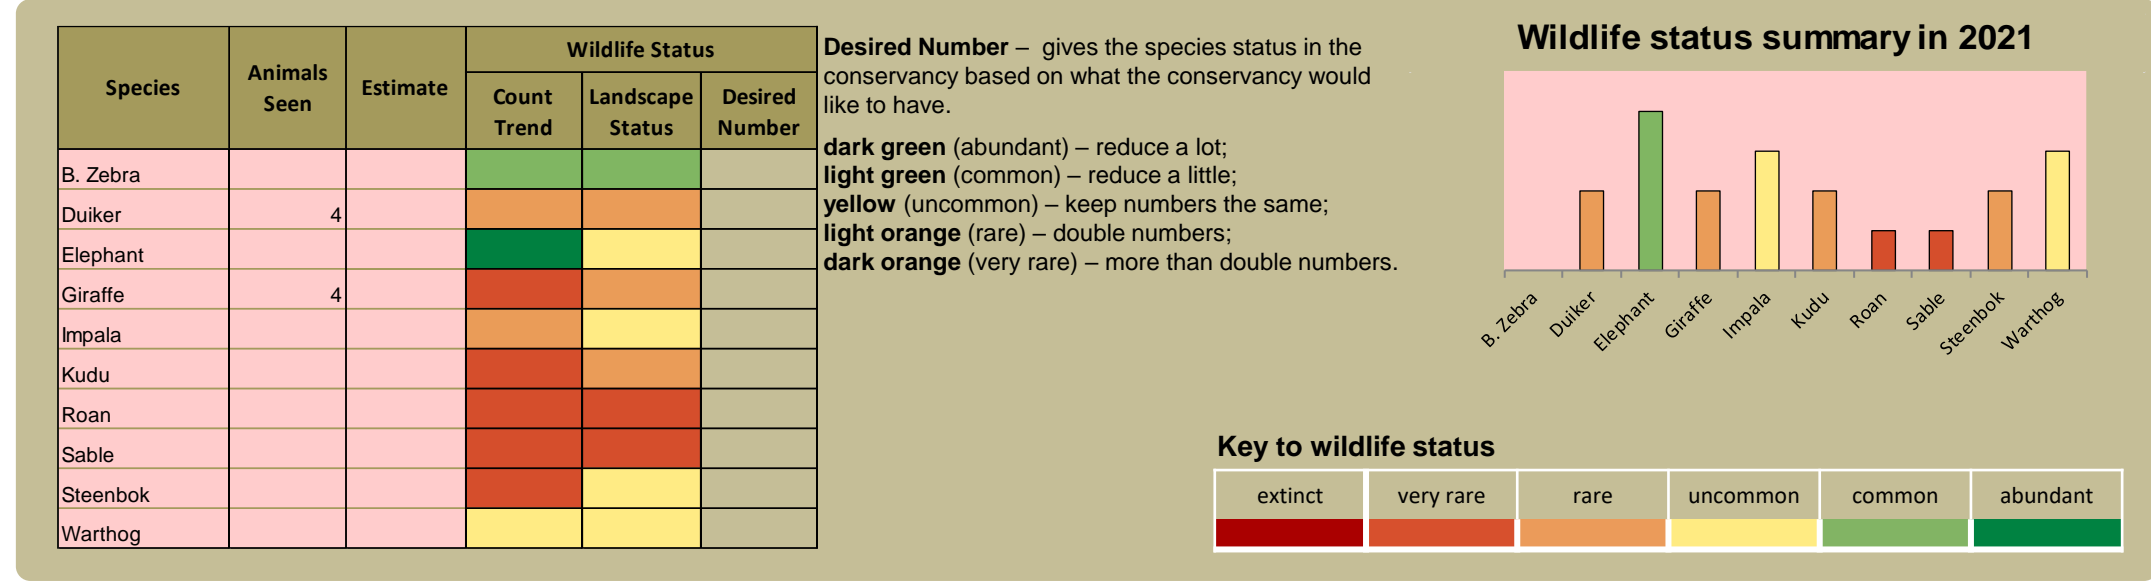 Species
Animals Seen
Estimate
Wildlife Status
Count Trend
Landscape Status
Desired Number
B. Zebra
Duiker 4
Elephant
Giraffe 4
Impala
Kudu
Roan
Sable
Steenbok
Warthog
Desired Number – gives the species status in the
conservancy based on what the conservancy would
like to have.
dark green (abundant) – reduce a lot;
light green (common) – reduce a little;
yellow (uncommon) – keep numbers the same;
light orange (rare) – double numbers;
dark orange (very rare) – more than double numbers.
Wildlife status summary in 2021
B. Zebra
Duiker
Elephant
Giraffe
Impala
Kudu
Roan
Sable
Steenbok
Warthog
Key to wildlife status
extinct very rare rare uncommon common abundant